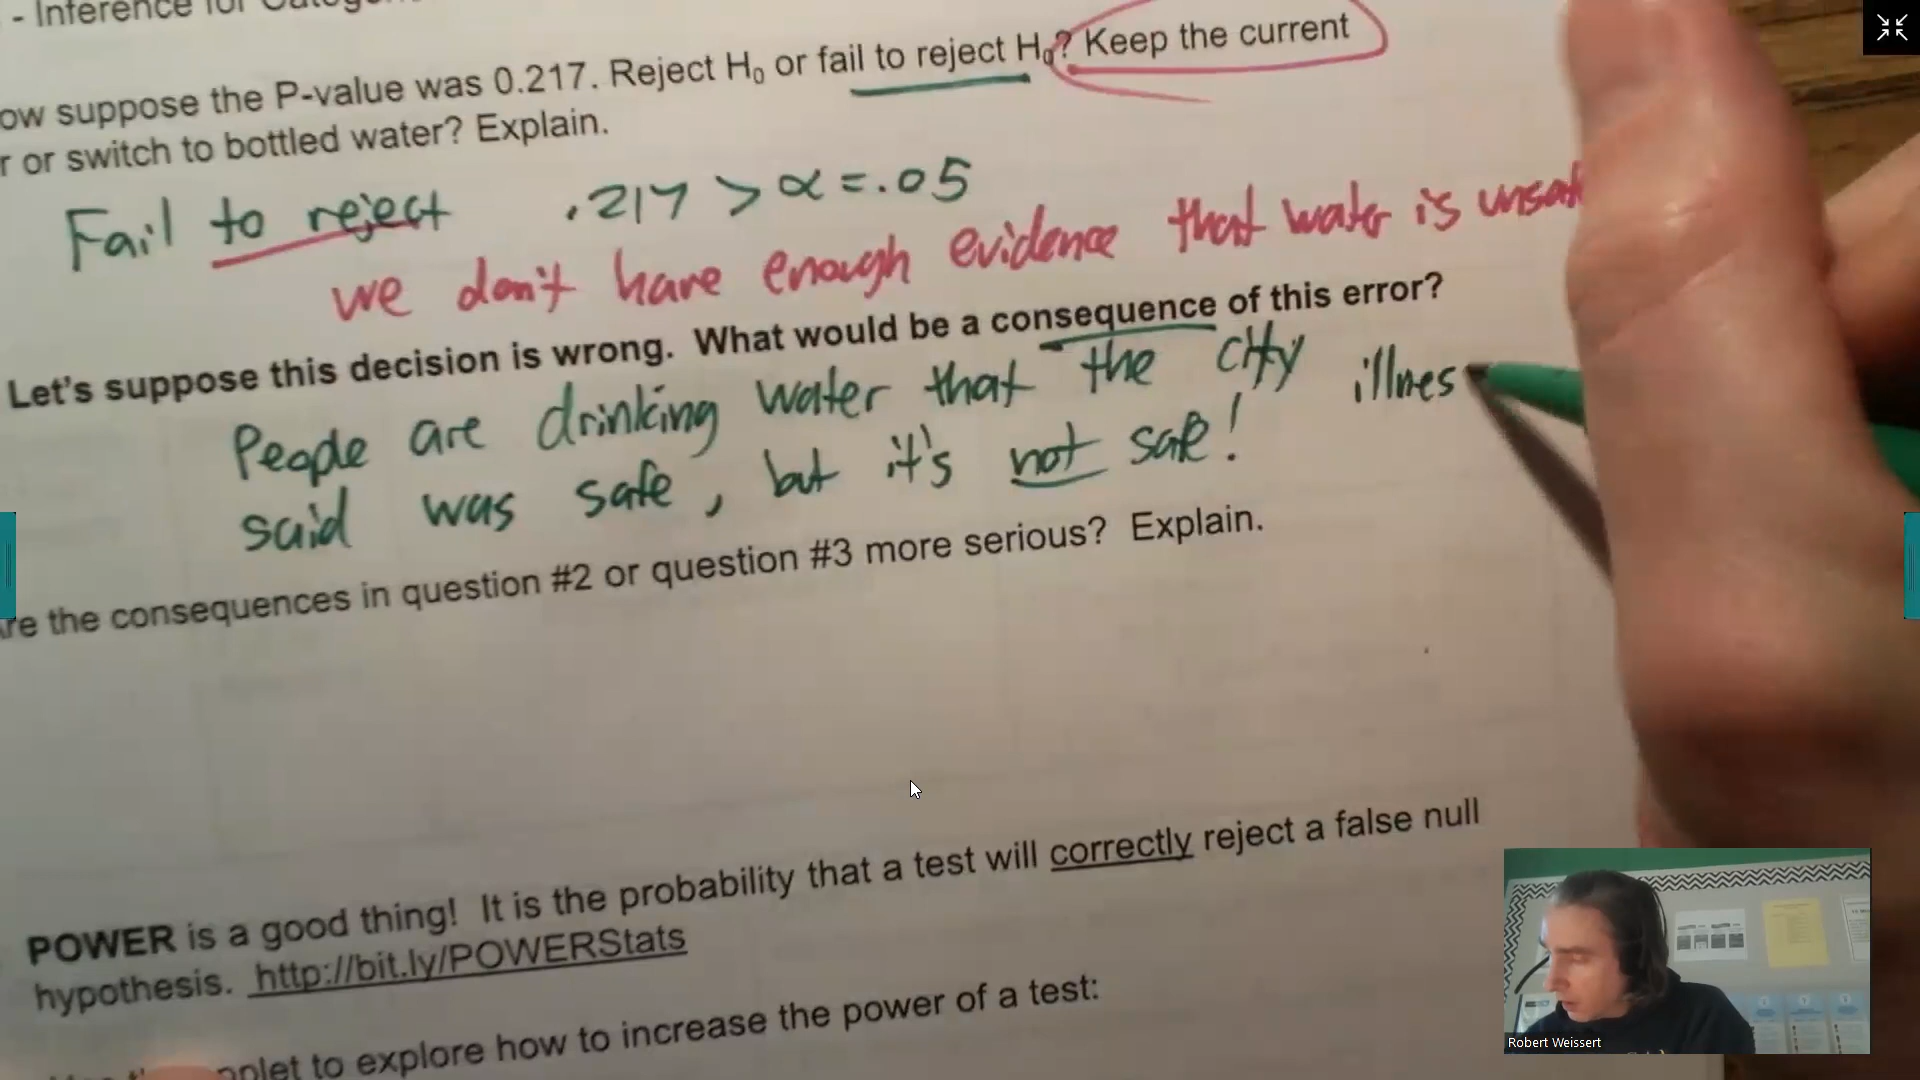 - Inference for Catego
ow suppose the P-value was 0.217. Reject H0 or fail to reject H0? Keep the current
r or switch to bottled water? Explain.
Fail to reject .217 > α = .05
we don't have enough evidence that water is unsaf
Let's suppose this decision is wrong. What would be a consequence of this error?
People are drinking water that the city illnes
said was safe, but it's not safe!
re the consequences in question #2 or question #3 more serious? Explain.
POWER is a good thing! It is the probability that a test will correctly reject a false null
hypothesis. http://bit.ly/POWERStats
plet to explore how to increase the power of a test:
Robert Weissert